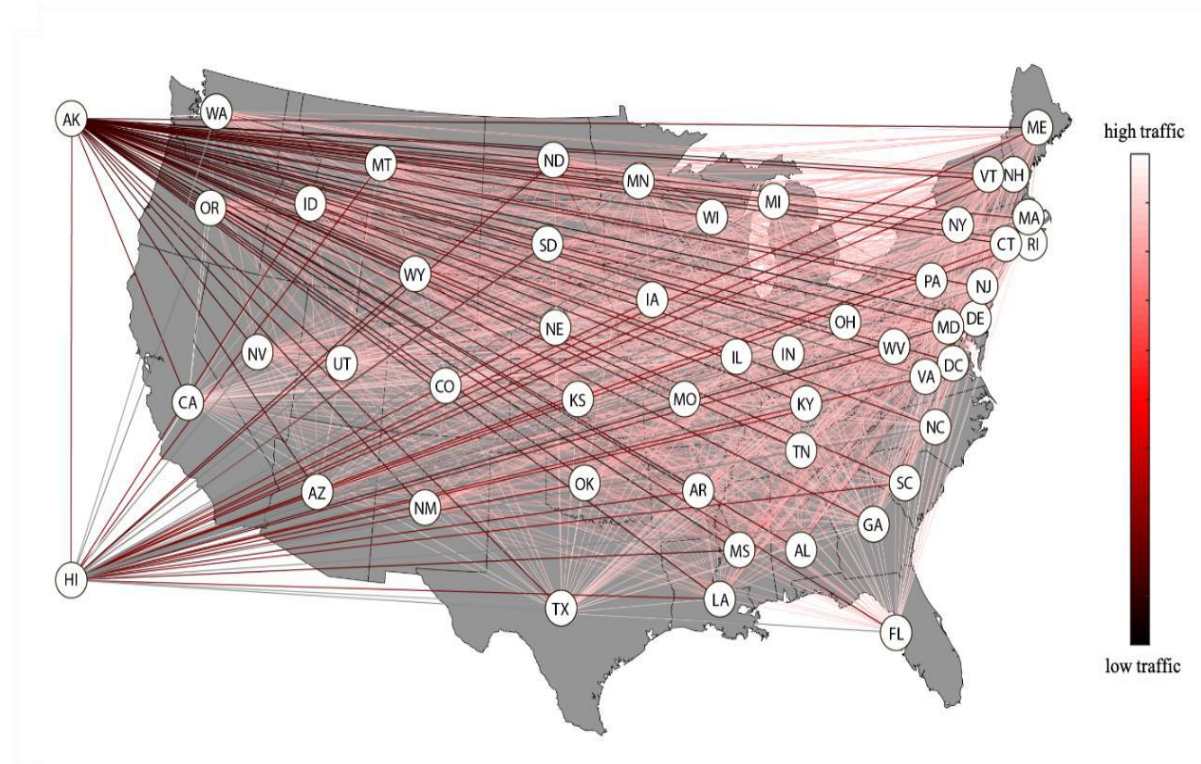 AK
WA
ME
high traffic
MT
ND
MN
VT
NH
OR
ID
WI
MI
NY
MA
SD
CT
RI
WY
IA
PA
NJ
NE
OH
MD
DE
NV
UT
IL
IN
WV
DC
CO
VA
CA
KS
MO
KY
NC
TN
AZ
OK
AR
SC
NM
GA
MS
AL
HI
TX
LA
FL
low traffic